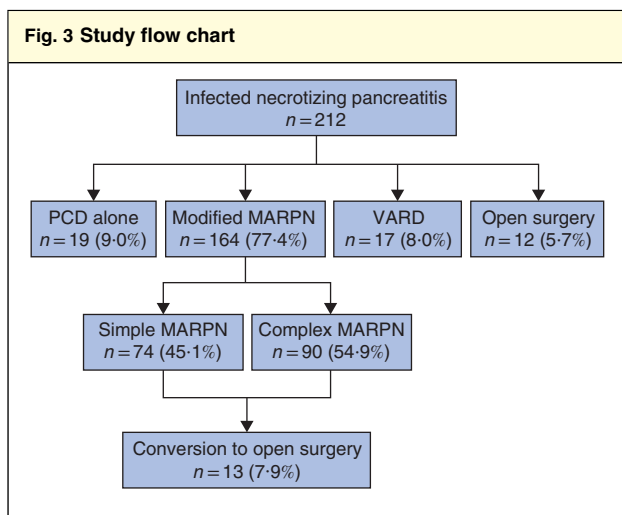 Fig. 3 Study flow chart
Infected necrotizing pancreatitis
n=212
PCD alone
n=19 (9·0%)
Modified MARPN
n=164 (77·4%)
VARD
n=17 (8·0%)
Open surgery
n=12 (5·7%)
Simple MARPN
n=74 (45·1%)
Complex MARPN
n=90 (54·9%)
Conversion to open surgery
n=13 (7·9%)